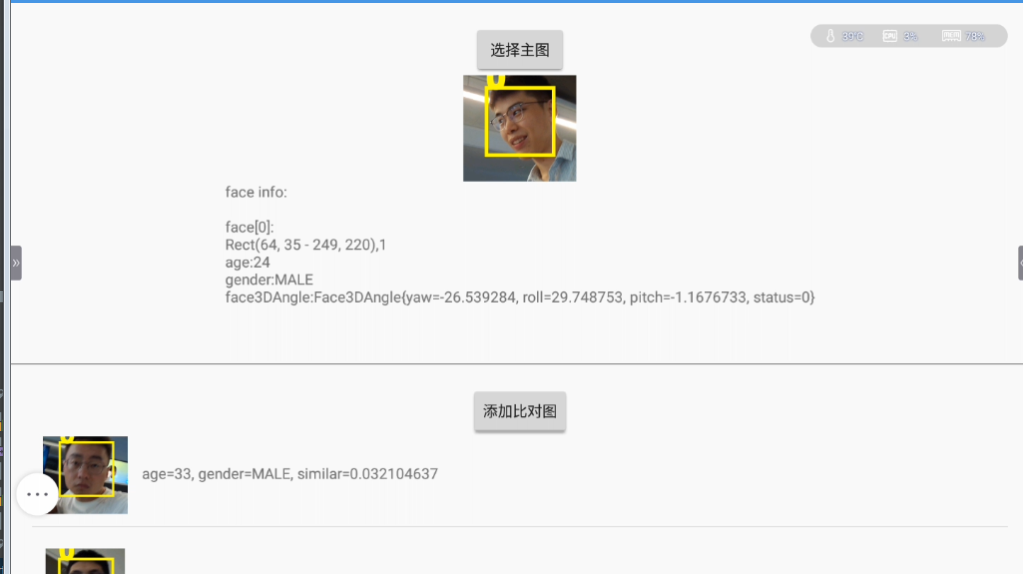 选择主图
39°C 3% 78%
0
face info:
face[0]:
Rect(64, 35 - 249, 220),1
age:24
gender:MALE
face3DAngle:Face3DAngle{yaw=-26.539284, roll=29.748753, pitch=-1.1676733, status=0}
添加比对图
0
age=33, gender=MALE, similar=0.032104637
0